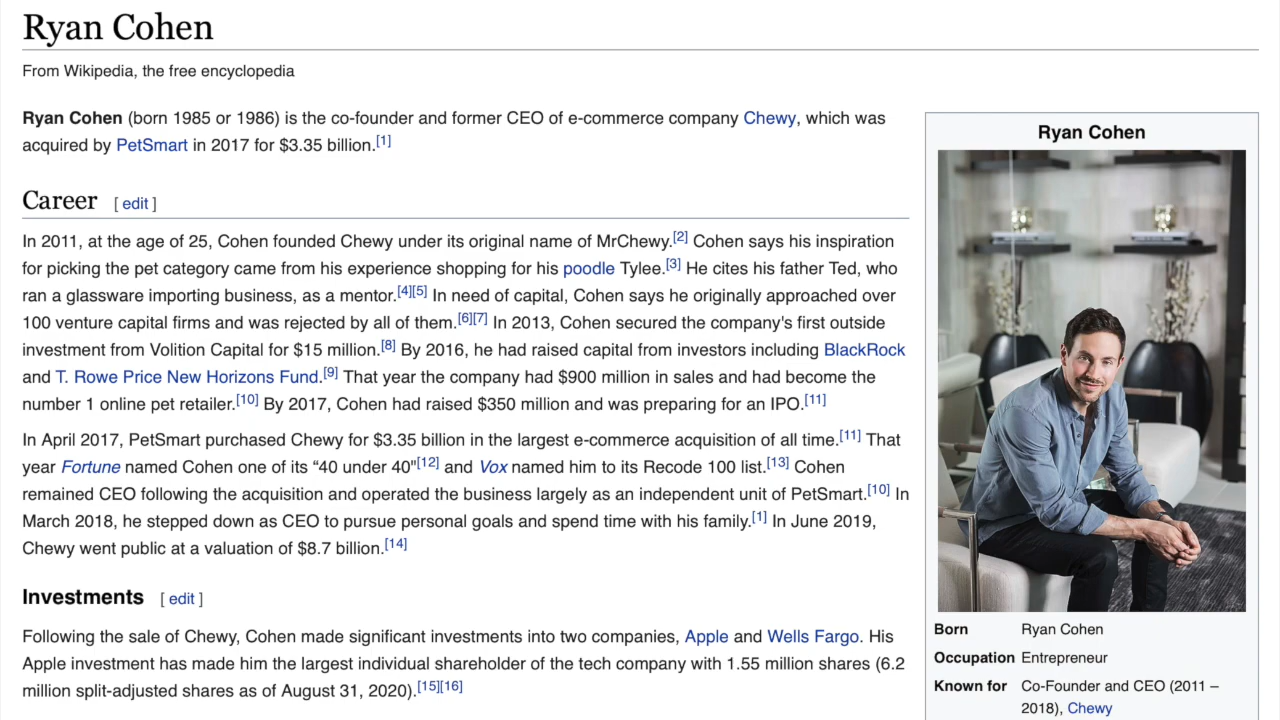 Ryan Cohen
From Wikipedia, the free encyclopedia
Ryan Cohen (born 1985 or 1986) is the co-founder and former CEO of e-commerce company Chewy, which was
acquired by PetSmart in 2017 for $3.35 billion.[1]
Career [ edit ]
In 2011, at the age of 25, Cohen founded Chewy under its original name of MrChewy.[2] Cohen says his inspiration
for picking the pet category came from his experience shopping for his poodle Tylee.[3] He cites his father Ted, who
ran a glassware importing business, as a mentor.[4][5] In need of capital, Cohen says he originally approached over
100 venture capital firms and was rejected by all of them.[6][7] In 2013, Cohen secured the company's first outside
investment from Volition Capital for $15 million.[8] By 2016, he had raised capital from investors including BlackRock
and T. Rowe Price New Horizons Fund.[9] That year the company had $900 million in sales and had become the
number 1 online pet retailer.[10] By 2017, Cohen had raised $350 million and was preparing for an IPO.[11]
In April 2017, PetSmart purchased Chewy for $3.35 billion in the largest e-commerce acquisition of all time.[11] That
year Fortune named Cohen one of its “40 under 40"[12] and Vox named him to its Recode 100 list.[13] Cohen
remained CEO following the acquisition and operated the business largely as an independent unit of PetSmart.[10] In
March 2018, he stepped down as CEO to pursue personal goals and spend time with his family.[1] In June 2019,
Chewy went public at a valuation of $8.7 billion.[14]
Investments [ edit ]
Following the sale of Chewy, Cohen made significant investments into two companies, Apple and Wells Fargo. His
Apple investment has made him the largest individual shareholder of the tech company with 1.55 million shares (6.2
million split-adjusted shares as of August 31, 2020).[15][16]
Ryan Cohen
Born Ryan Cohen
Occupation Entrepreneur
Known for Co-Founder and CEO (2011 –
2018), Chewy